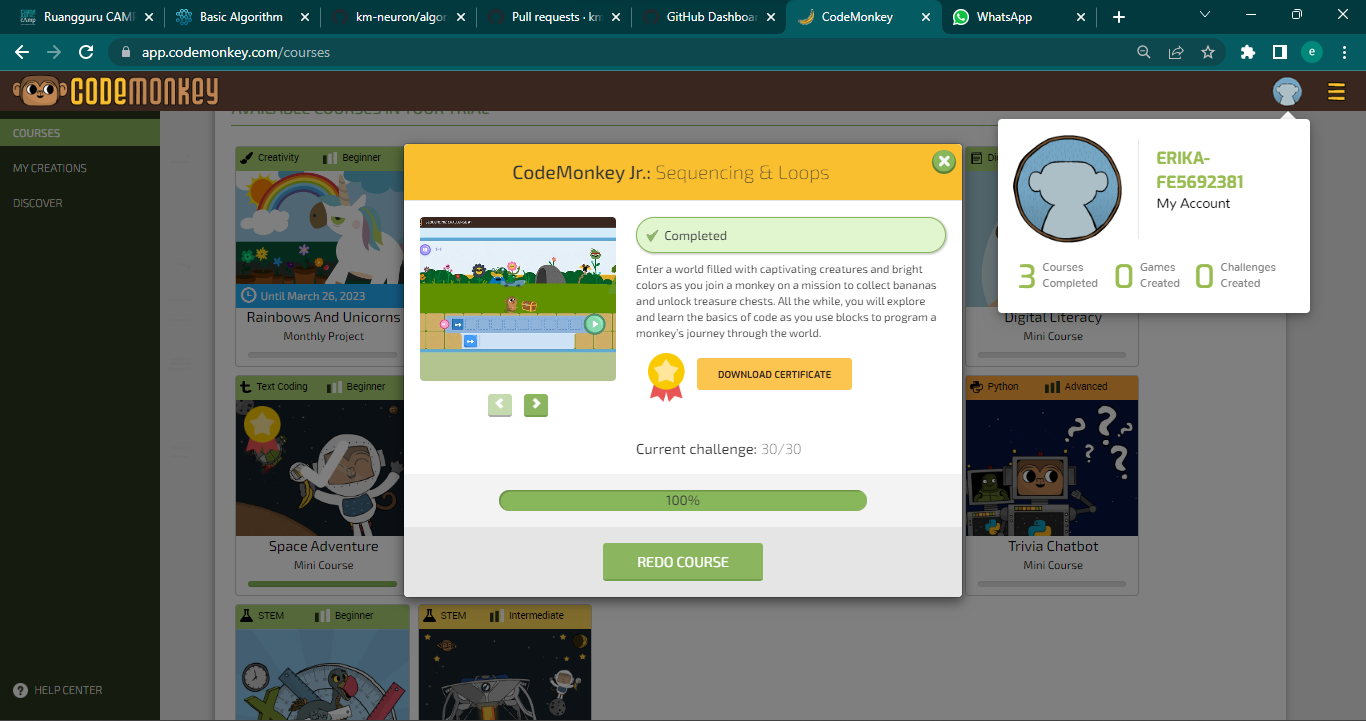 Ruangguru CAMP
Basic Algorithm
km-neuron/algor
Pull requests · km
GitHub Dashboar
CodeMonkey
WhatsApp
app.codemonkey.com/courses
e
CODEMONKEY
AVAILABLE COURSES IN YOUR TRIAL
COURSES
MY CREATIONS
DISCOVER
HELP CENTER
ERIKA-
FE5692381
My Account
3 Courses Completed
0 Games Created
0 Challenges Created
Creativity Beginner
Until March 26, 2023
Rainbows And Unicorns
Monthly Project
CodeMonkey Jr.: Sequencing & Loops
Completed
Enter a world filled with captivating creatures and bright
colors as you join a monkey on a mission to collect bananas
and unlock treasure chests. All the while, you will explore
and learn the basics of code as you use blocks to program a
monkey's journey through the world.
DOWNLOAD CERTIFICATE
Current challenge: 30/30
100%
REDO COURSE
Di
Digital Literacy
Mini Course
Text Coding Beginner
Space Adventure
Mini Course
Python Advanced
Trivia Chatbot
Mini Course
STEM Beginner
STEM Intermediate